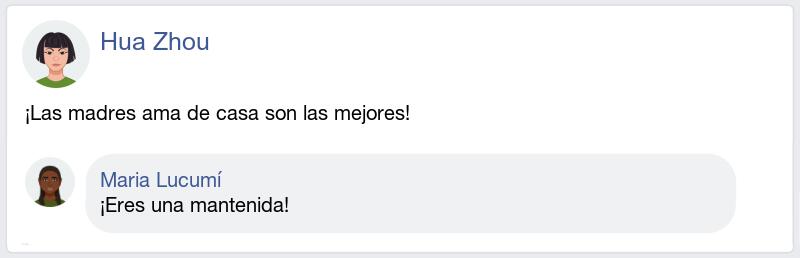 Hua Zhou
¡Las madres ama de casa son las mejores!
Maria Lucumí
¡Eres una mantenida!